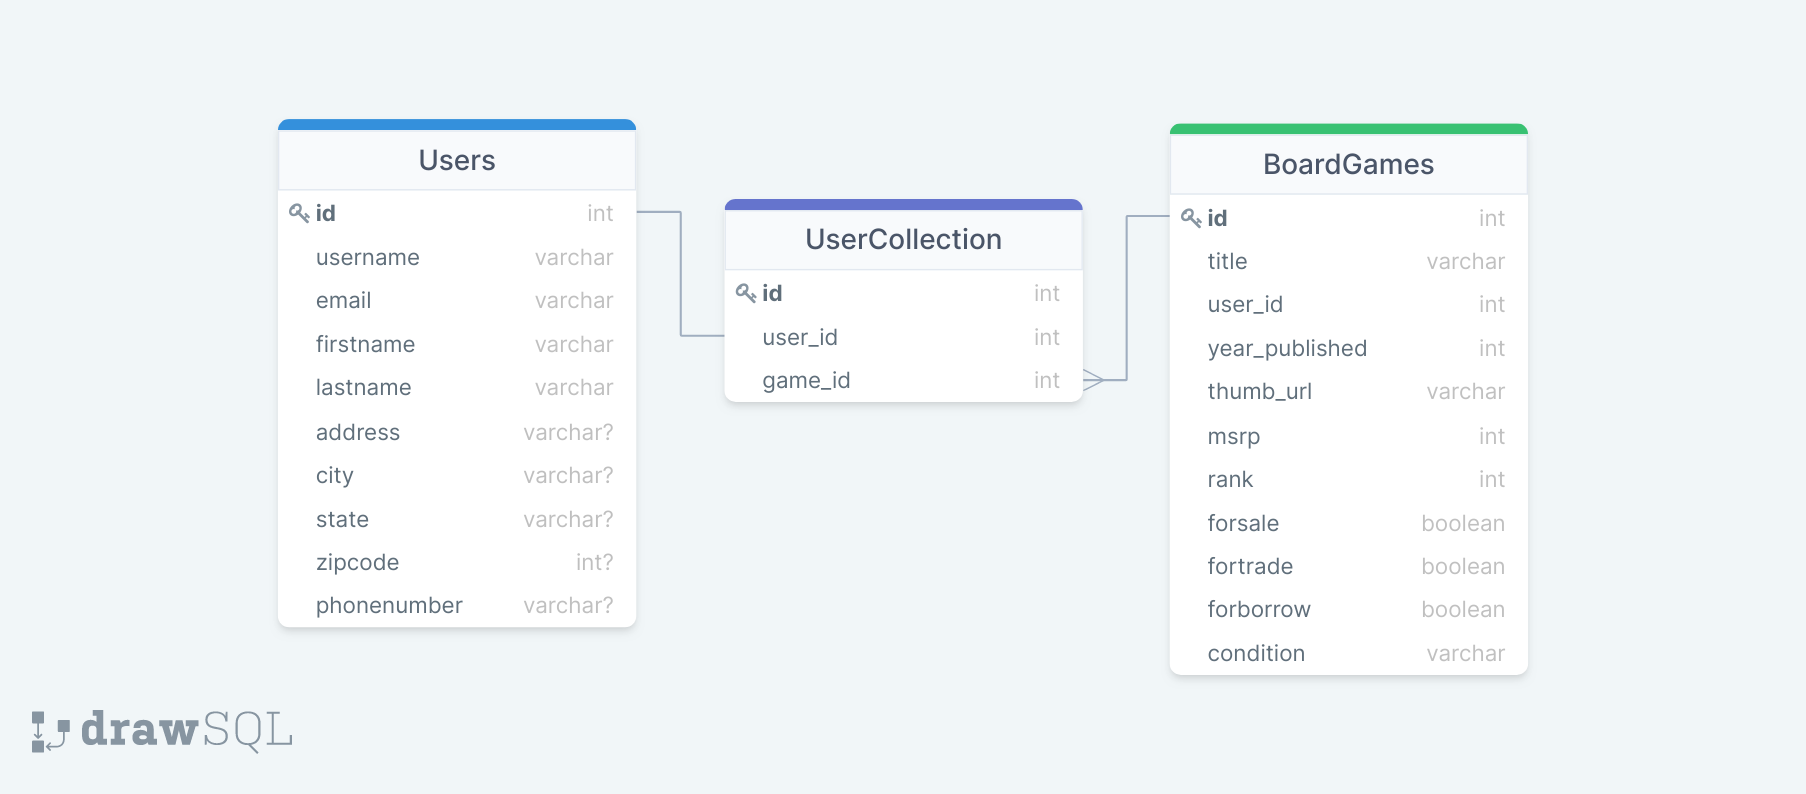 Users
id int
username varchar
email varchar
firstname varchar
lastname varchar
address varchar?
city varchar?
state varchar?
zipcode int?
phonenumber varchar?
UserCollection
id int
user_id int
game_id int
BoardGames
id int
title varchar
user_id int
year_published int
thumb_url varchar
msrp int
rank int
forsale boolean
fortrade boolean
forborrow boolean
condition varchar
drawSQL